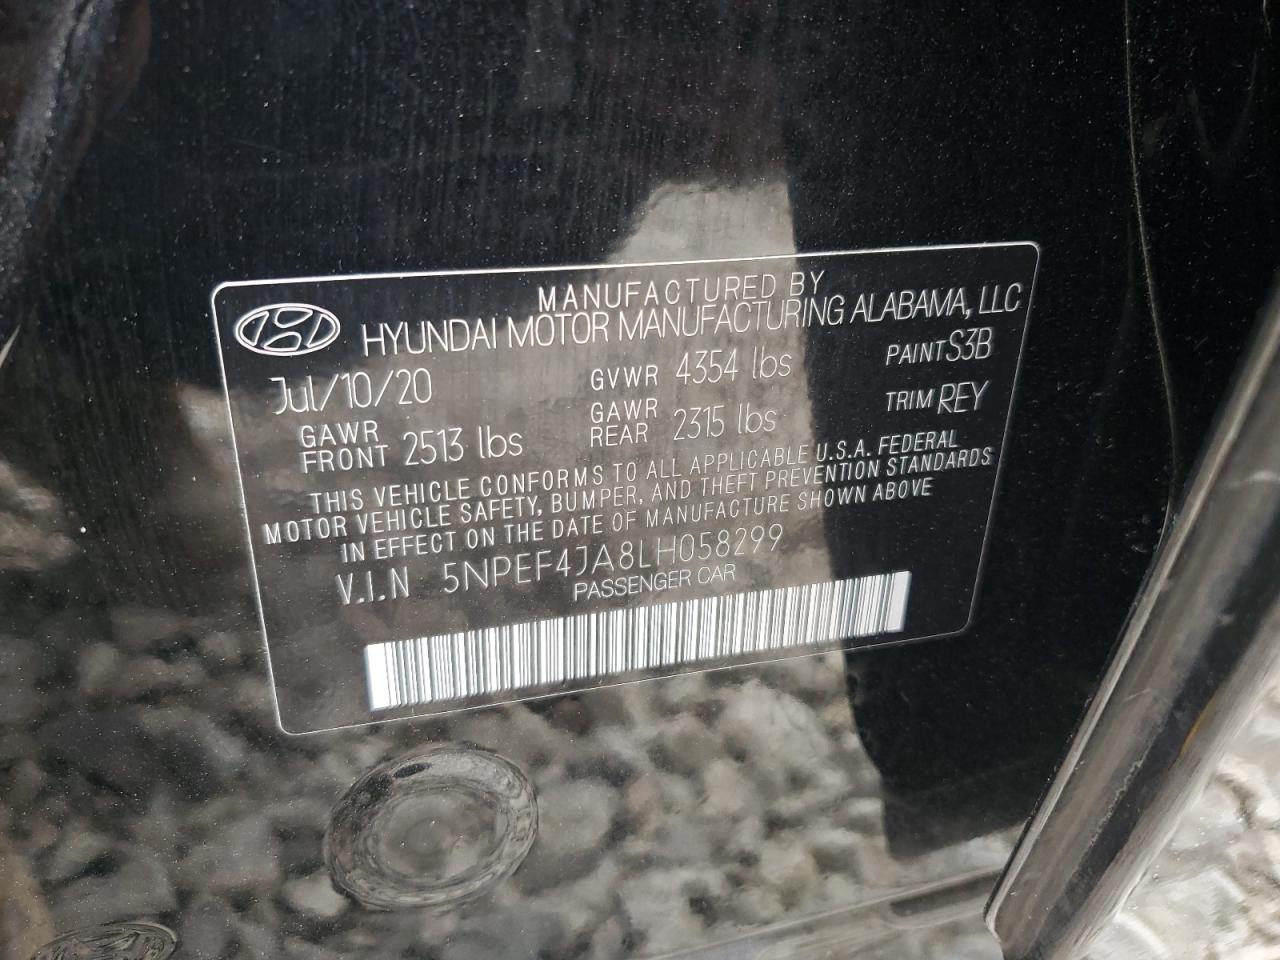 MANUFACTURED BY
HYUNDAI MOTOR MANUFACTURING ALABAMA, LLC
Jul/10/20 GVWR 4354 lbs PAINT S3B
GAWR FRONT 2513 lbs GAWR REAR 2315 lbs TRIM REY
THIS VEHICLE CONFORMS TO ALL APPLICABLE U.S.A. FEDERAL
MOTOR VEHICLE SAFETY, BUMPER, AND THEFT PREVENTION STANDARDS
IN EFFECT ON THE DATE OF MANUFACTURE SHOWN ABOVE
V.I.N 5NPEF4JA8LH058299
PASSENGER CAR